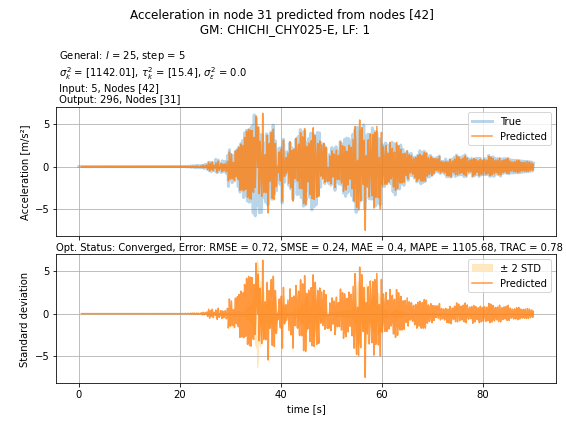 Acceleration in node 31 predicted from nodes [42]
GM: CHICHI_CHY025-E, LF: 1
General: l = 25, step = 5
σ²ₖ = [1142.01], τ²ₖ = [15.4], σ²ε = 0.0
Input: 5, Nodes [42]
Output: 296, Nodes [31]
Acceleration [m/s²]
5
0
−5
True
Predicted
Opt. Status: Converged, Error: RMSE = 0.72, SMSE = 0.24, MAE = 0.4, MAPE = 1105.68, TRAC = 0.78
Standard deviation
5
0
−5
± 2 STD
Predicted
0 20 40 60 80
time [s]